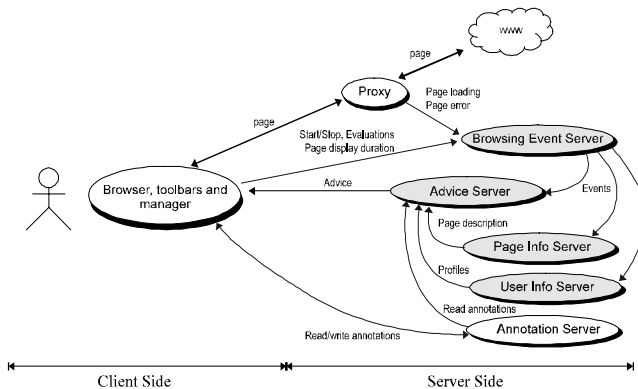 www
page
Proxy
Page loading
Page error
page
Start/Stop, Evaluations
Page display duration
Browsing Event Server
Advice
Browser, toolbars and
manager
Advice Server
Events
Page description
Page Info Server
Profiles
User Info Server
Read annotations
Annotation Server
Read/write annotations
Client Side
Server Side